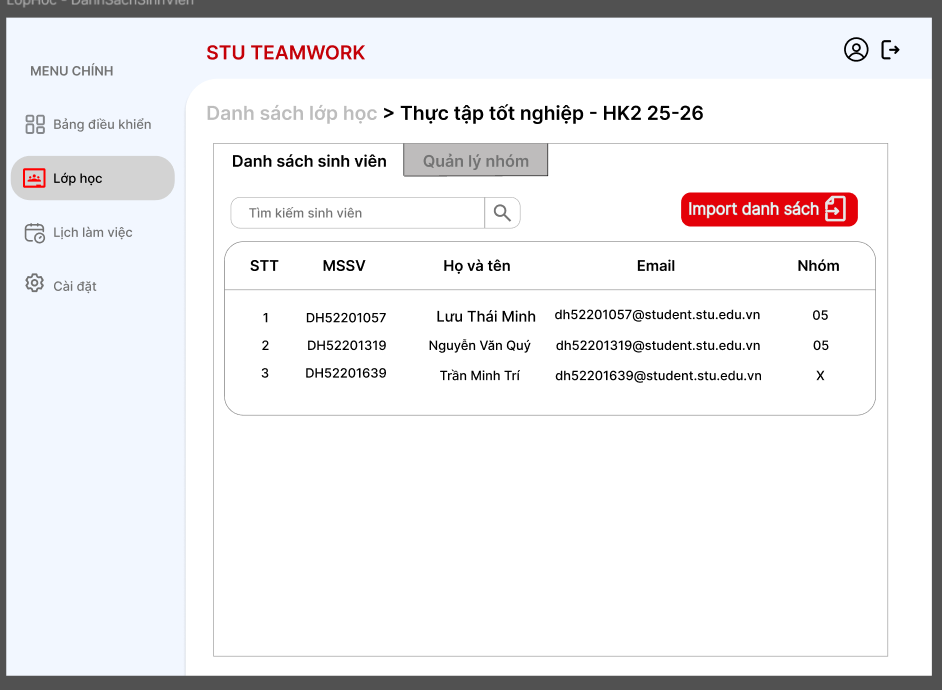 LopHoc - DanhSachSinhVien
STU TEAMWORK
MENU CHÍNH
Bảng điều khiển
Lớp học
Lịch làm việc
Cài đặt
Danh sách lớp học > Thực tập tốt nghiệp - HK2 25-26
Danh sách sinh viên Quản lý nhóm
Tìm kiếm sinh viên
Import danh sách
STT MSSV Họ và tên Email Nhóm
1 DH52201057 Lưu Thái Minh dh52201057@student.stu.edu.vn 05
2 DH52201319 Nguyễn Văn Quý dh52201319@student.stu.edu.vn 05
3 DH52201639 Trần Minh Trí dh52201639@student.stu.edu.vn X